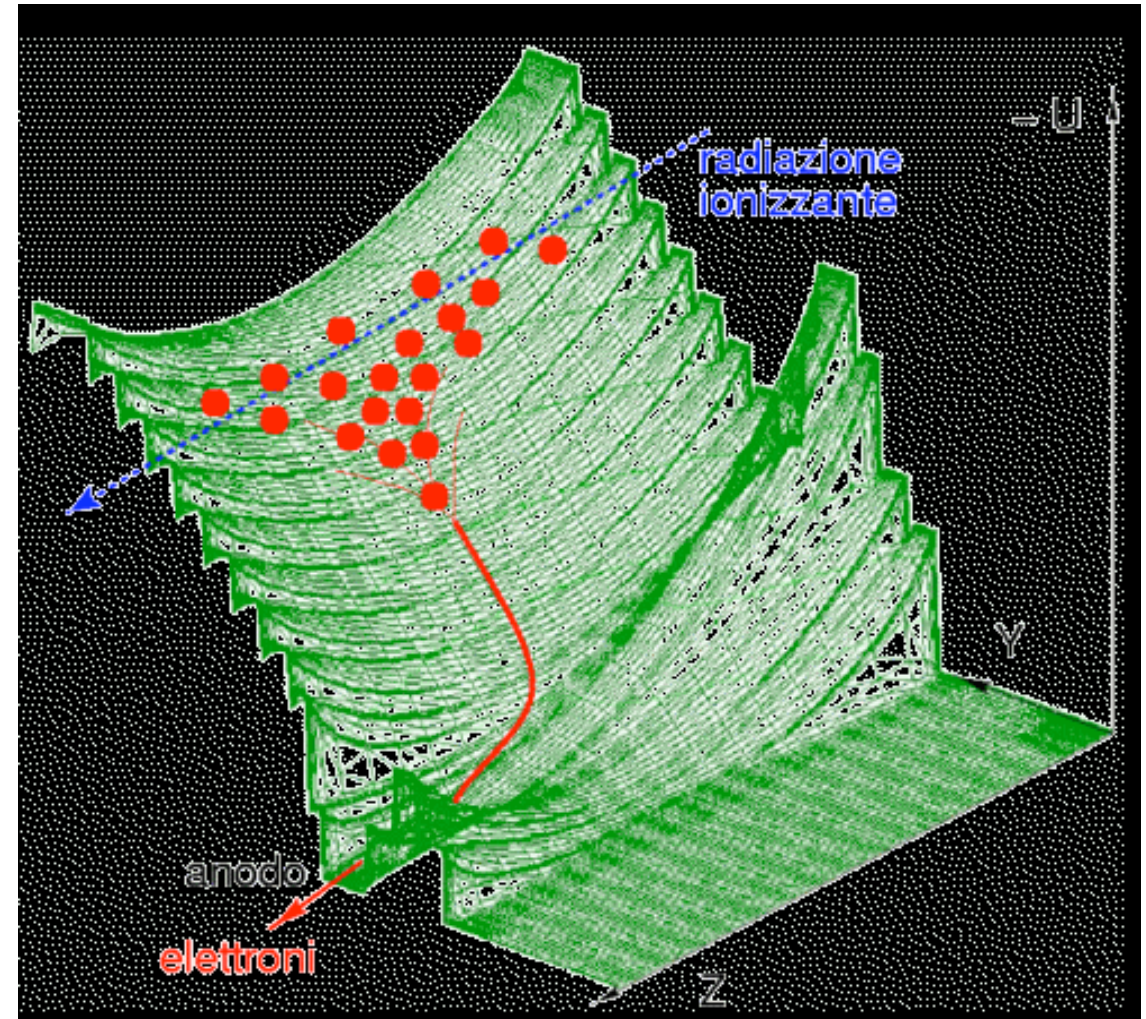 – U
radiazione
ionizzante
Y
anodo
elettroni
Z